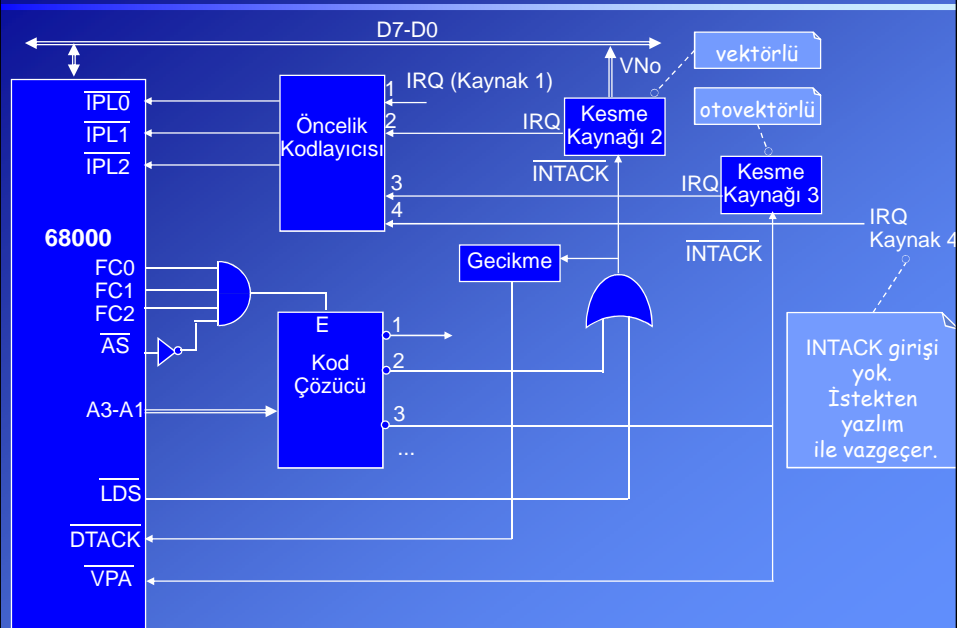 D7-D0
VNo
vektörlü
IPL0
IPL1
IPL2
Öncelik
Kodlayıcısı
1
IRQ (Kaynak 1)
2
IRQ
Kesme
Kaynağı 2
otovektörlü
INTACK
3
IRQ
Kesme
Kaynağı 3
4
IRQ
Kaynak 4
68000
INTACK
Gecikme
FC0
FC1
FC2
AS
E
Kod
Çözücü
1
2
3
...
A3-A1
INTACK girişi
yok.
İstekten
yazlım
ile vazgeçer.
LDS
DTACK
VPA